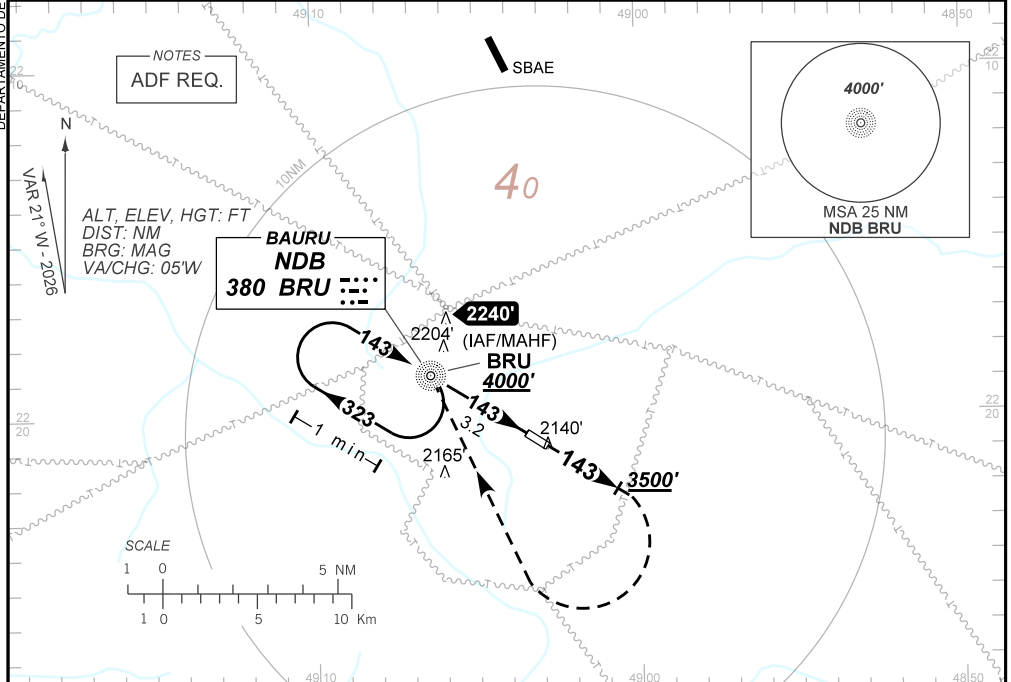 DEPARTAMENTO DE
49 10
49 00
48 50
NOTES
ADF REQ.
SBAE
22
10
22
10
4000'
MSA 25 NM
NDB BRU
N
VAR 21° W - 2026
10NM
40
ALT, ELEV, HGT: FT
DIST: NM
BRG: MAG
VA/CHG: 05'W
BAURU
NDB
380 BRU
2240'
2204'
(IAF/MAHF)
BRU
4000'
143
323
1 min
143
3.2
2140'
143
3500'
2165'
22
20
22
20
SCALE
1 0 5 NM
1 0 5 10 Km
49 10
49 00
48 50